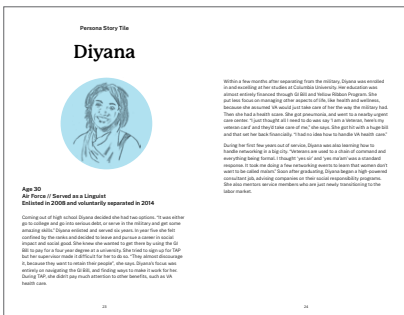 Persona Story Tile
Diyana
Age 30
Air Force // Served as a Linguist
Enlisted in 2008 and voluntarily separated in 2014
Coming out of high school Diyana decided she had two options: "It was either
go to college and go into serious debt, or serve in the military and get some
amazing skills." Diyana enlisted and served six years. In year five she felt
confined by the ranks and decided to leave and pursue a career in social
impact and social good. She knew she wanted to get there by using the GI
Bill to pay for a four year degree at a university. She tried to sign up for TAP
but her supervisor made it difficult for her to do so. "They almost discourage
it, because they want to retain their people", she says. Diyana's focus was
entirely on navigating the GI Bill, and finding ways to make it work for her.
During TAP, she didn't pay much attention to other benefits, such as VA
health care.
23
Within a few months after separating from the military, Diyana was enrolled
in and excelling at her studies at Columbia University. Her education was
almost entirely financed through GI Bill and Yellow Ribbon Program. She
put less focus on managing other aspects of life, like health and wellness,
because she assumed VA would just take care of her the way the military had.
Then she had a health scare. She got pneumonia, and went to a nearby urgent
care center. "I just thought all I need to do was say 'I am a Veteran, here's my
veteran card' and they'd take care of me," she says. She got hit with a huge bill
and that set her back financially. "I had no idea how to handle VA health care."
During her first few years out of service, Diyana was also learning how to
handle networking in a big city. "Veterans are used to a chain of command and
everything being formal. I thought 'yes sir' and 'yes ma'am' was a standard
response. It took me doing a few networking events to learn that women don't
want to be called ma'am." Soon after graduating, Diyana began a high-powered
consultant job, advising companies on their social responsibility programs.
She also mentors service members who are just newly transitioning to the
labor market.
24